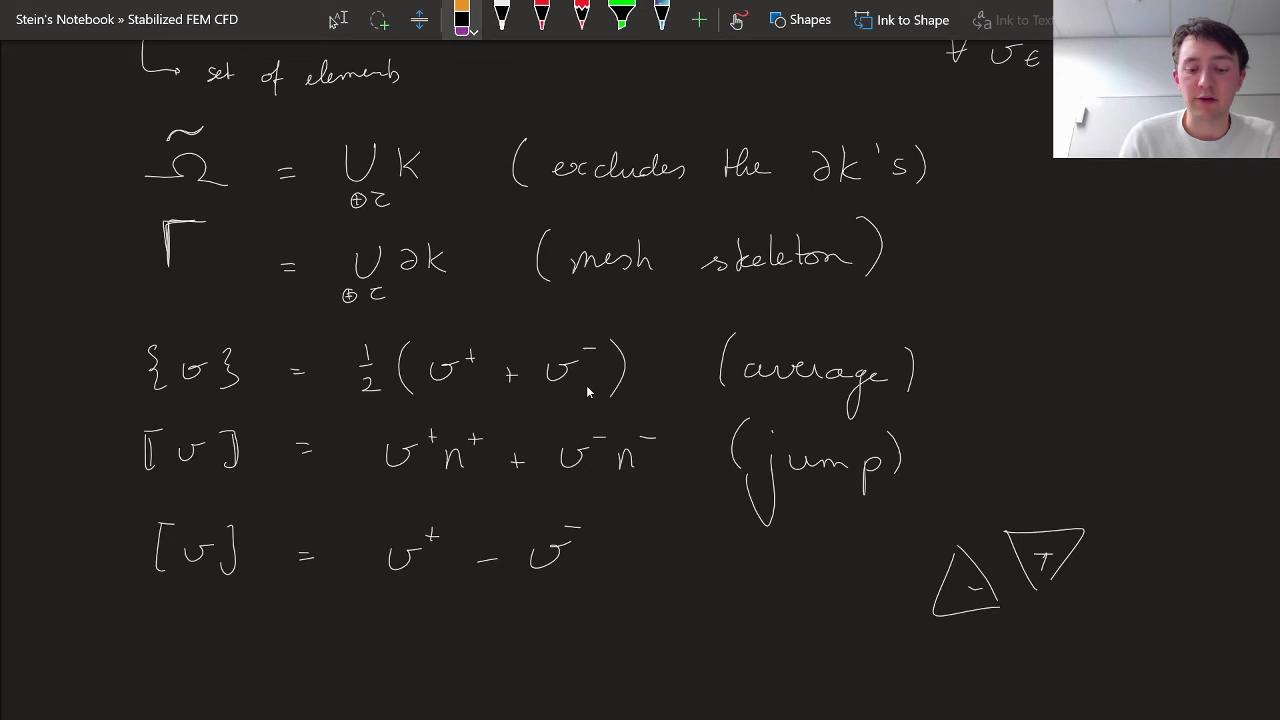 Stein's Notebook » Stabilized FEM CFD
Shapes Ink to Shape Ink to Text
set of elements
∀ v ∈
Ω̃ = ∪ K (excludes the ∂K's)
⊕τ
Γ = ∪ ∂K (mesh skeleton)
⊕τ
{v} = 1/2 (v⁺ + v⁻) (average)
⟦v⟧ = v⁺n⁺ + v⁻n⁻ (jump)
[v] = v⁺ - v⁻
- +